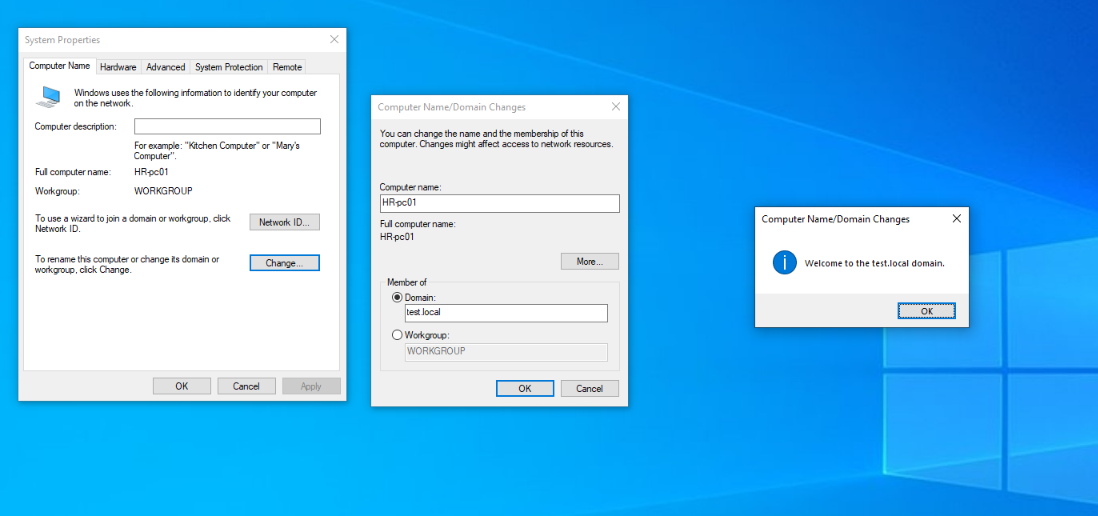 System Properties
Computer Name Hardware Advanced System Protection Remote
Windows uses the following information to identify your computer
on the network.
Computer description:
For example: "Kitchen Computer" or "Mary's
Computer".
Full computer name: HR-pc01
Workgroup: WORKGROUP
To use a wizard to join a domain or workgroup, click
Network ID.
Network ID...
To rename this computer or change its domain or
workgroup, click Change.
Change...
OK Cancel Apply
Computer Name/Domain Changes
You can change the name and the membership of this
computer. Changes might affect access to network resources.
Computer name:
HR-pc01
Full computer name:
HR-pc01
More...
Member of
Domain:
test.local
Workgroup:
WORKGROUP
OK Cancel
Computer Name/Domain Changes
Welcome to the test.local domain.
OK